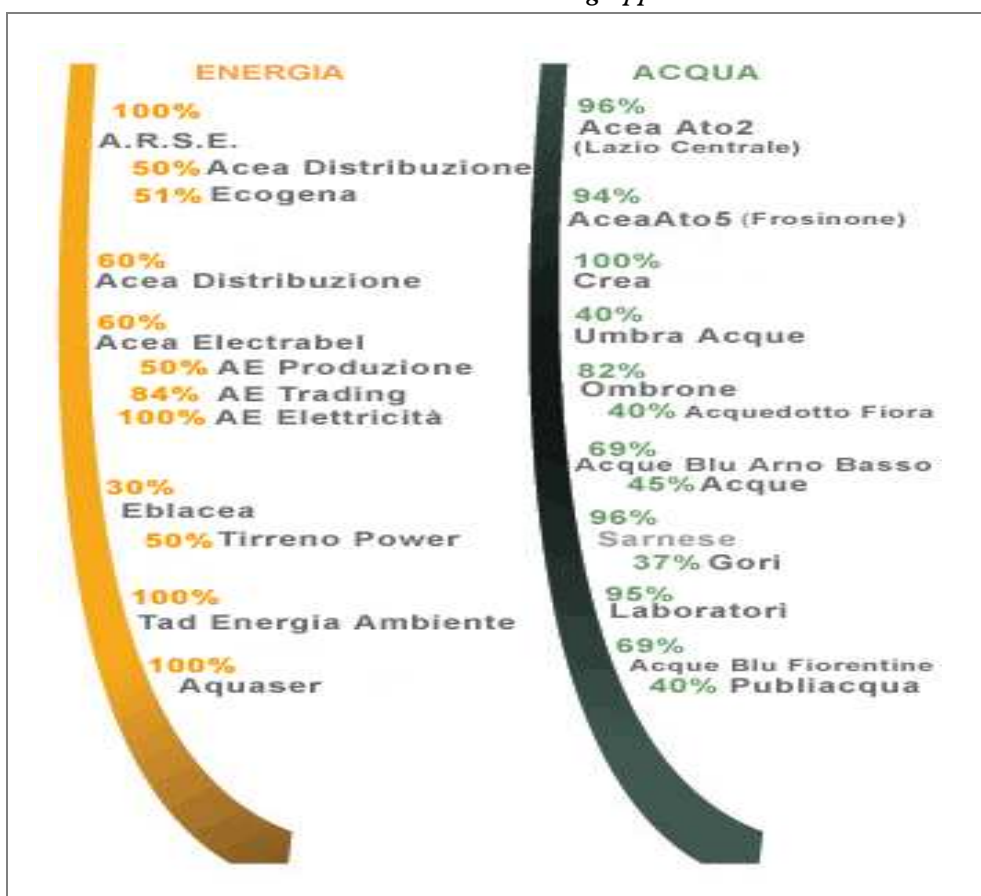 ENERGIA
100%
A.R.S.E.
50% Acea Distribuzione
51% Ecogena
60%
Acea Distribuzione
60%
Acea Electrabel
50% AE Produzione
84% AE Trading
100% AE Elettricità
30%
Eblacea
50% Tirreno Power
100%
Tad Energia Ambiente
100%
Aquaser
ACQUA
96%
Acea Ato2
(Lazio Centrale)
94%
AceaAto5 (Frosinone)
100%
Crea
40%
Umbra Acque
82%
Ombrone
40% Acquedotto Fiora
69%
Acque Blu Arno Basso
45% Acque
96%
Sarnese
37% Gori
95%
Laboratori
69%
Acque Blu Fiorentine
40% Publiacqua